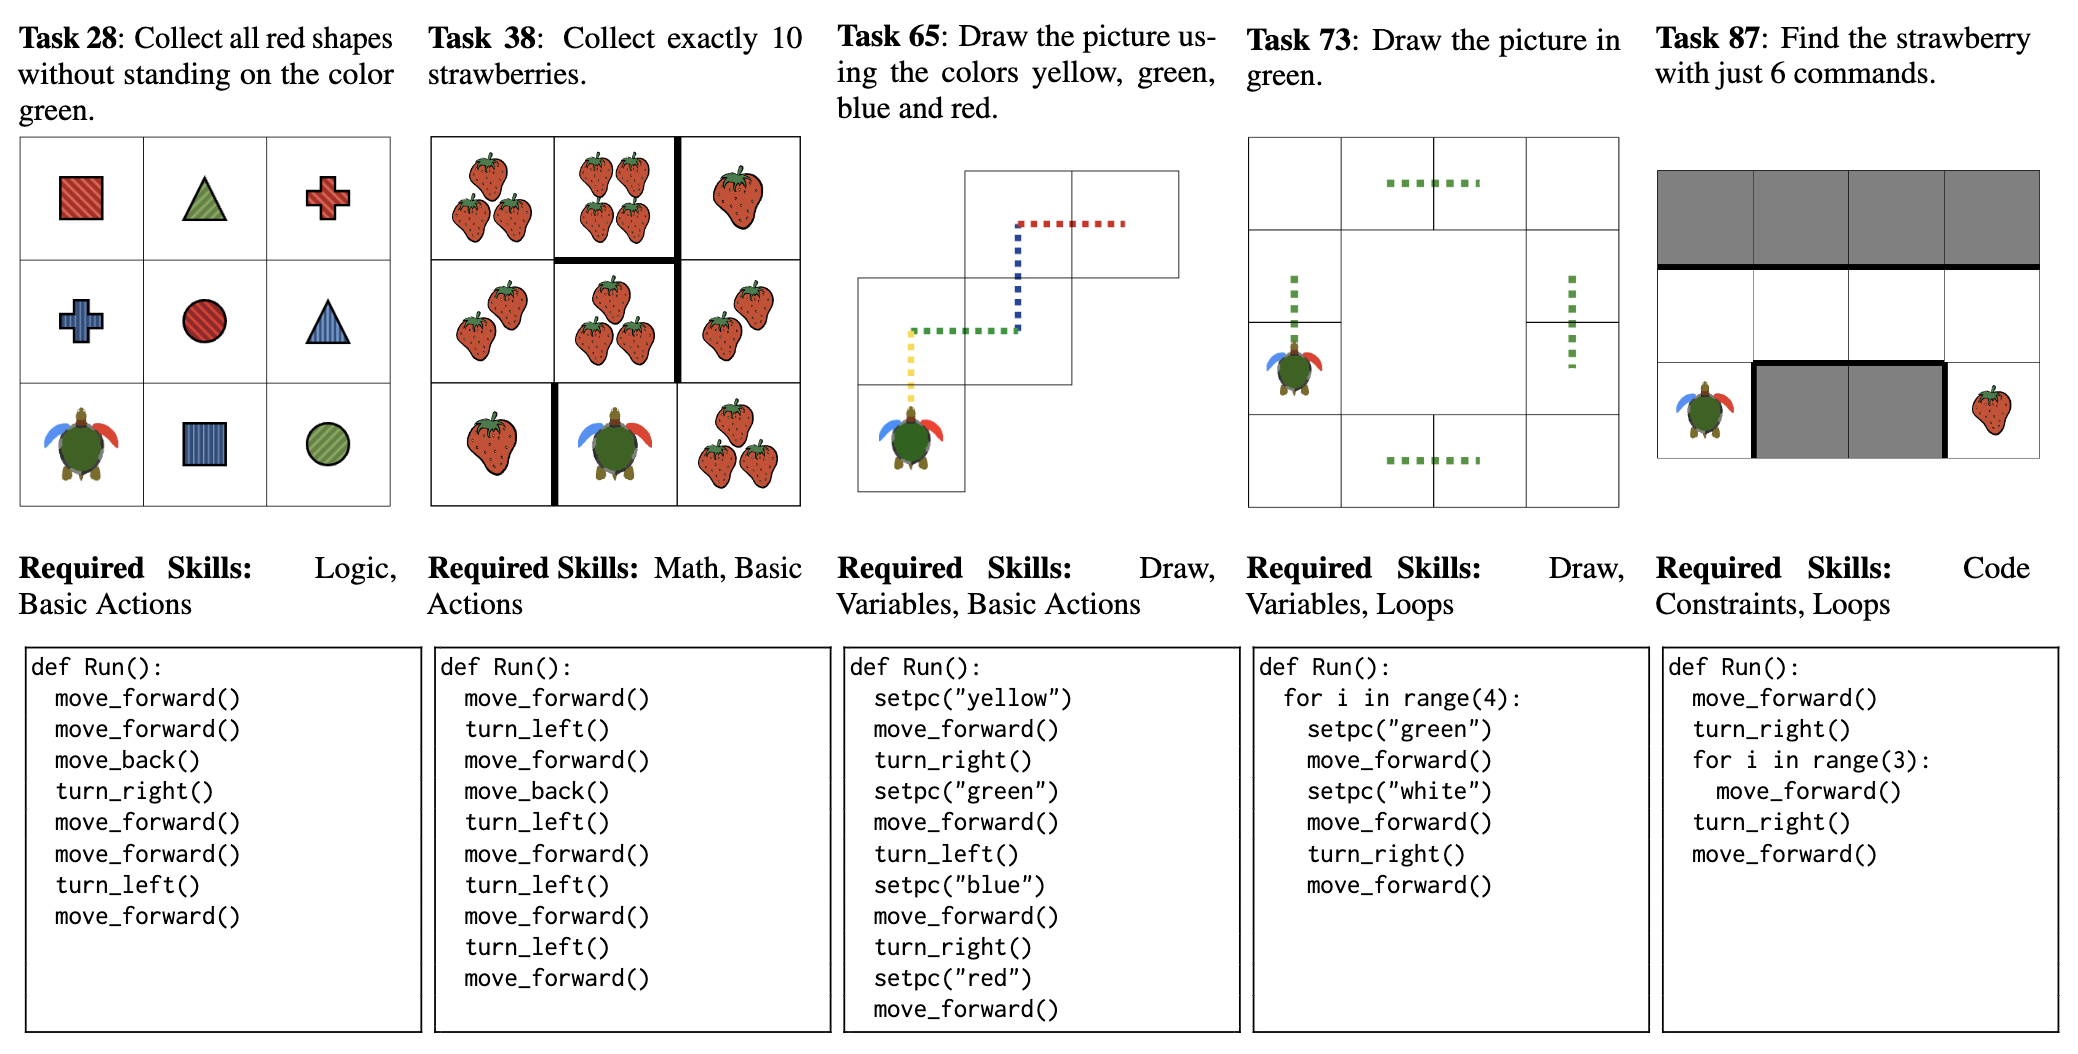 Task 28: Collect all red shapes
without standing on the color
green.
Task 38: Collect exactly 10
strawberries.
Task 65: Draw the picture us-
ing the colors yellow, green,
blue and red.
Task 73: Draw the picture in
green.
Task 87: Find the strawberry
with just 6 commands.
Required Skills: Logic,
Basic Actions
Required Skills: Math, Basic
Actions
Required Skills: Draw,
Variables, Basic Actions
Required Skills: Draw,
Variables, Loops
Required Skills: Code
Constraints, Loops
def Run():
  move_forward()
  move_forward()
  move_back()
  turn_right()
  move_forward()
  move_forward()
  turn_left()
  move_forward()
def Run():
  move_forward()
  turn_left()
  move_forward()
  move_back()
  turn_left()
  move_forward()
  turn_left()
  move_forward()
  turn_left()
  move_forward()
def Run():
  setpc("yellow")
  move_forward()
  turn_right()
  setpc("green")
  move_forward()
  turn_left()
  setpc("blue")
  move_forward()
  turn_right()
  setpc("red")
  move_forward()
def Run():
  for i in range(4):
    setpc("green")
    move_forward()
    setpc("white")
    move_forward()
    turn_right()
    move_forward()
def Run():
  move_forward()
  turn_right()
  for i in range(3):
    move_forward()
  turn_right()
  move_forward()